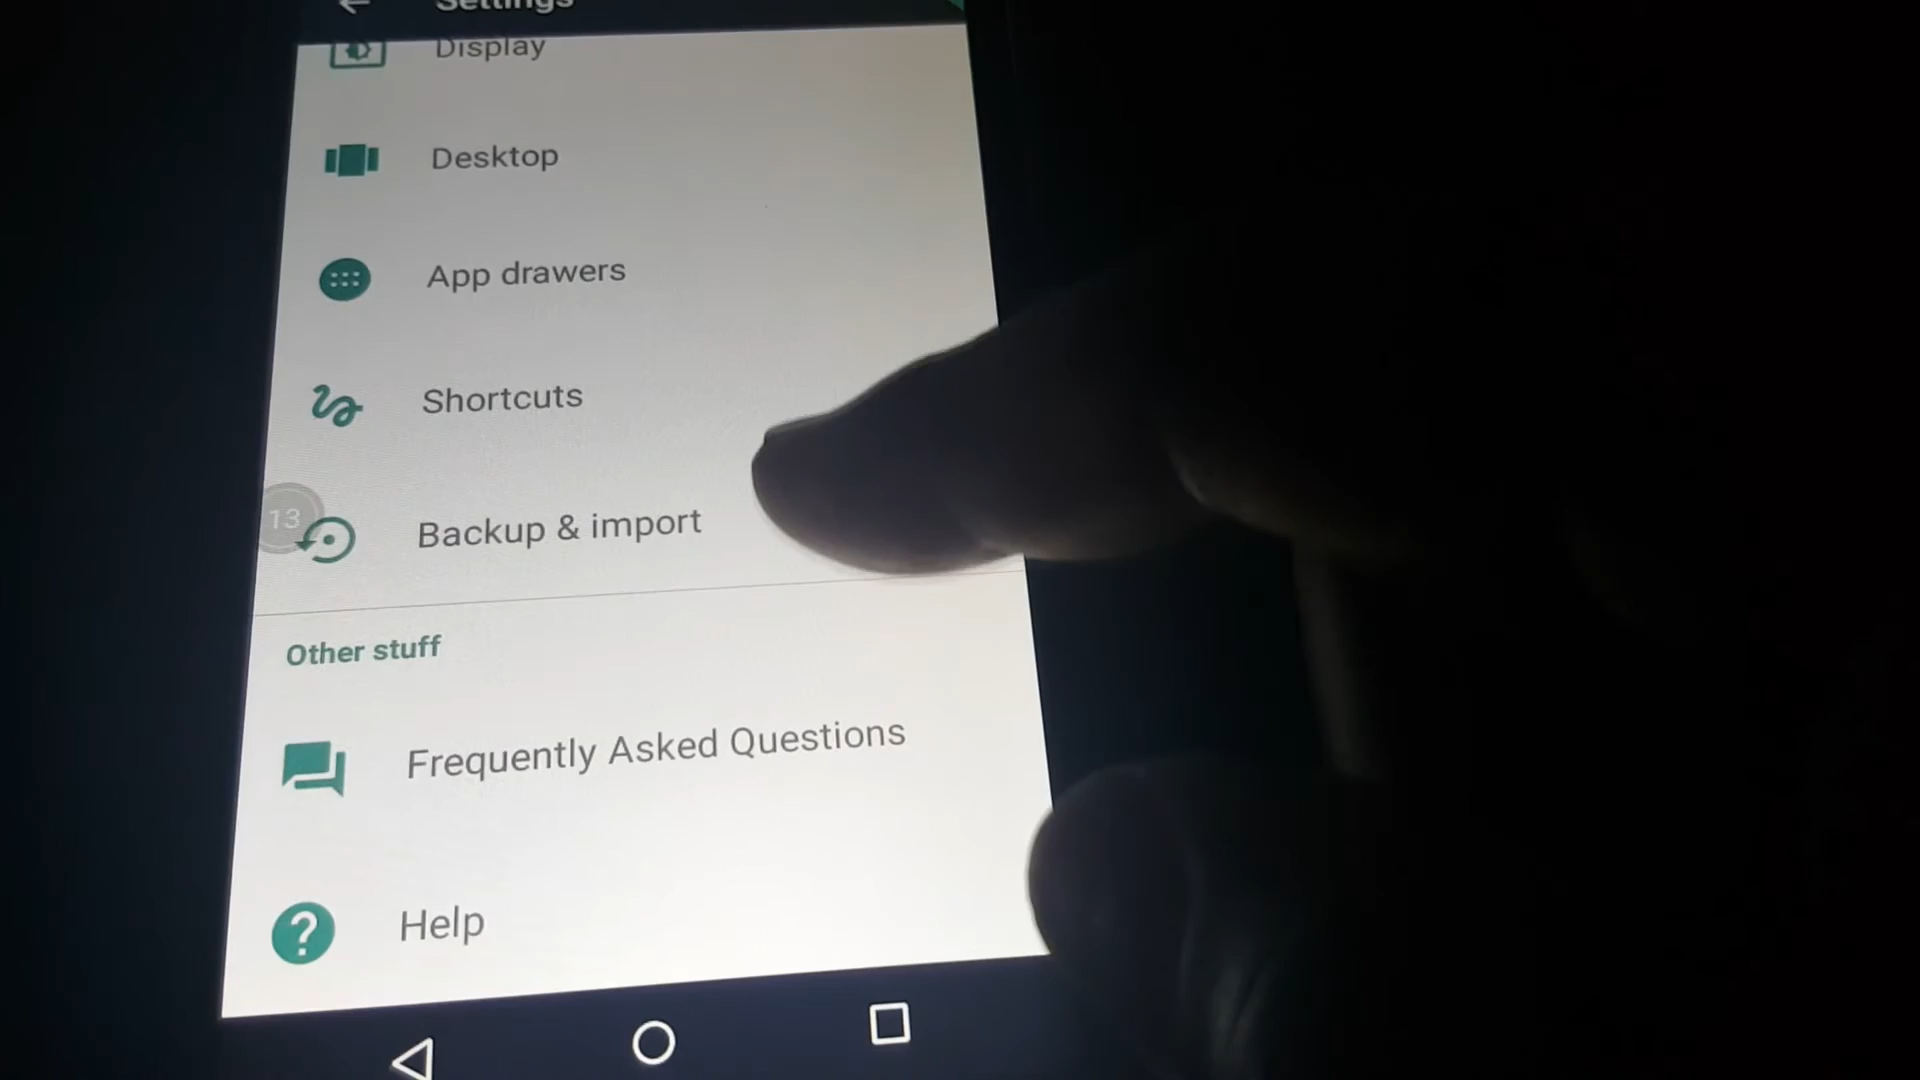 Settings
Display
Desktop
App drawers
Shortcuts
13
Backup & import
Other stuff
Frequently Asked Questions
?
Help